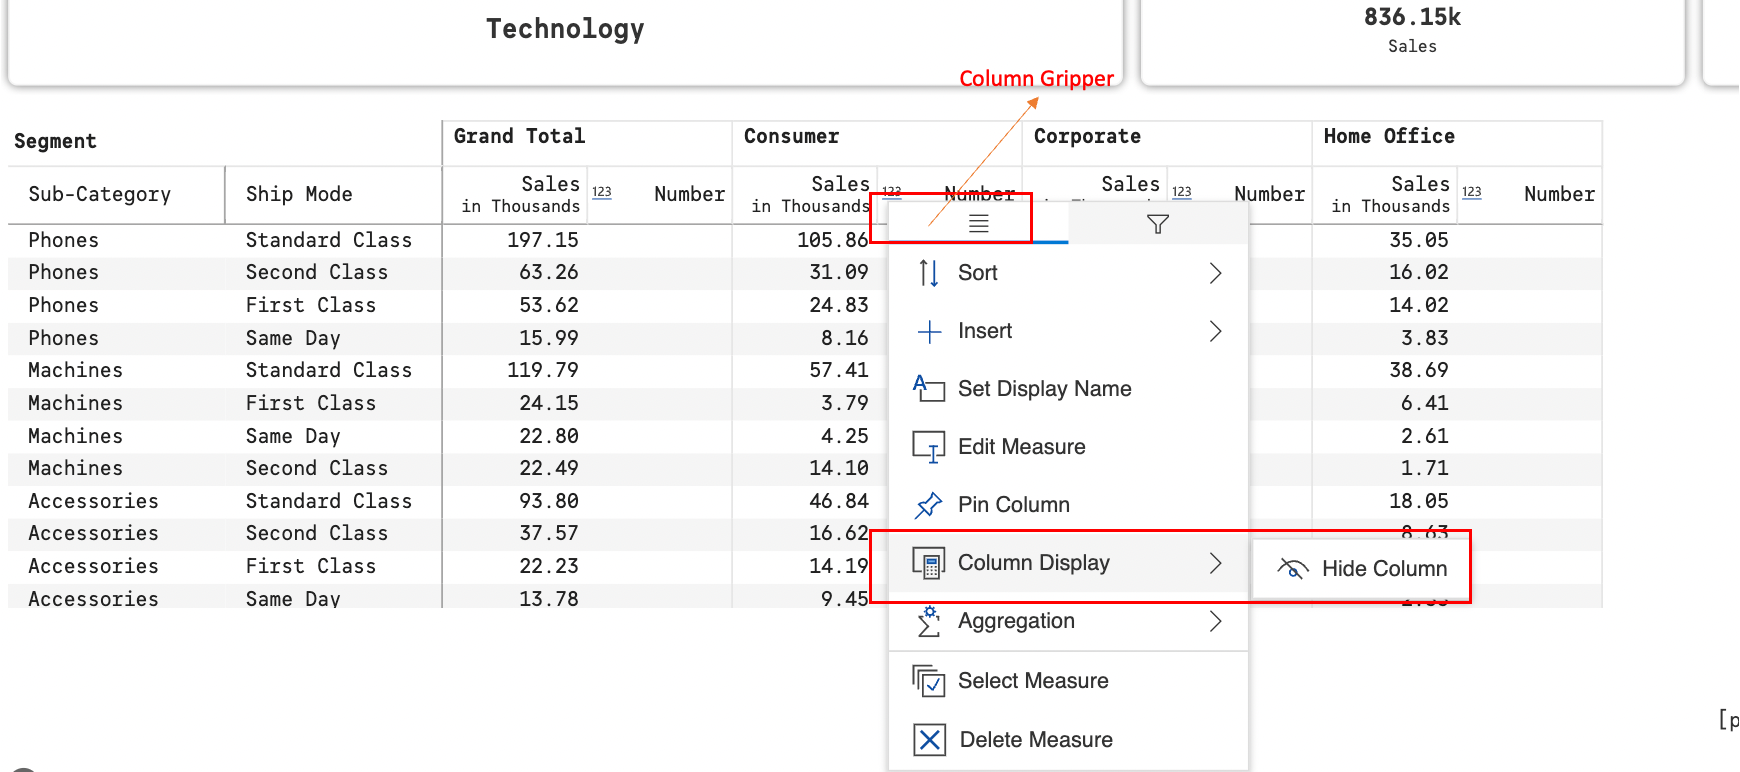 Technology
836.15k
Sales
Column Gripper
Segment Grand Total Consumer Corporate Home Office
Sub-Category Ship Mode Sales in Thousands 123 Number Sales in Thousands 123 Number Sales 123 Number Sales in Thousands 123 Number
Phones Standard Class 197.15 105.86 35.05
Phones Second Class 63.26 31.09 16.02
Phones First Class 53.62 24.83 14.02
Phones Same Day 15.99 8.16 3.83
Machines Standard Class 119.79 57.41 38.69
Machines First Class 24.15 3.79 6.41
Machines Same Day 22.80 4.25 2.61
Machines Second Class 22.49 14.10 1.71
Accessories Standard Class 93.80 46.84 18.05
Accessories Second Class 37.57 16.62 8.63
Accessories First Class 22.23 14.19
Accessories Same Day 13.78 9.45
Sort
Insert
Set Display Name
Edit Measure
Pin Column
Column Display
Hide Column
Aggregation
Select Measure
Delete Measure
[p